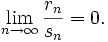 lim_{n→∞} r_n/s_n = 0.